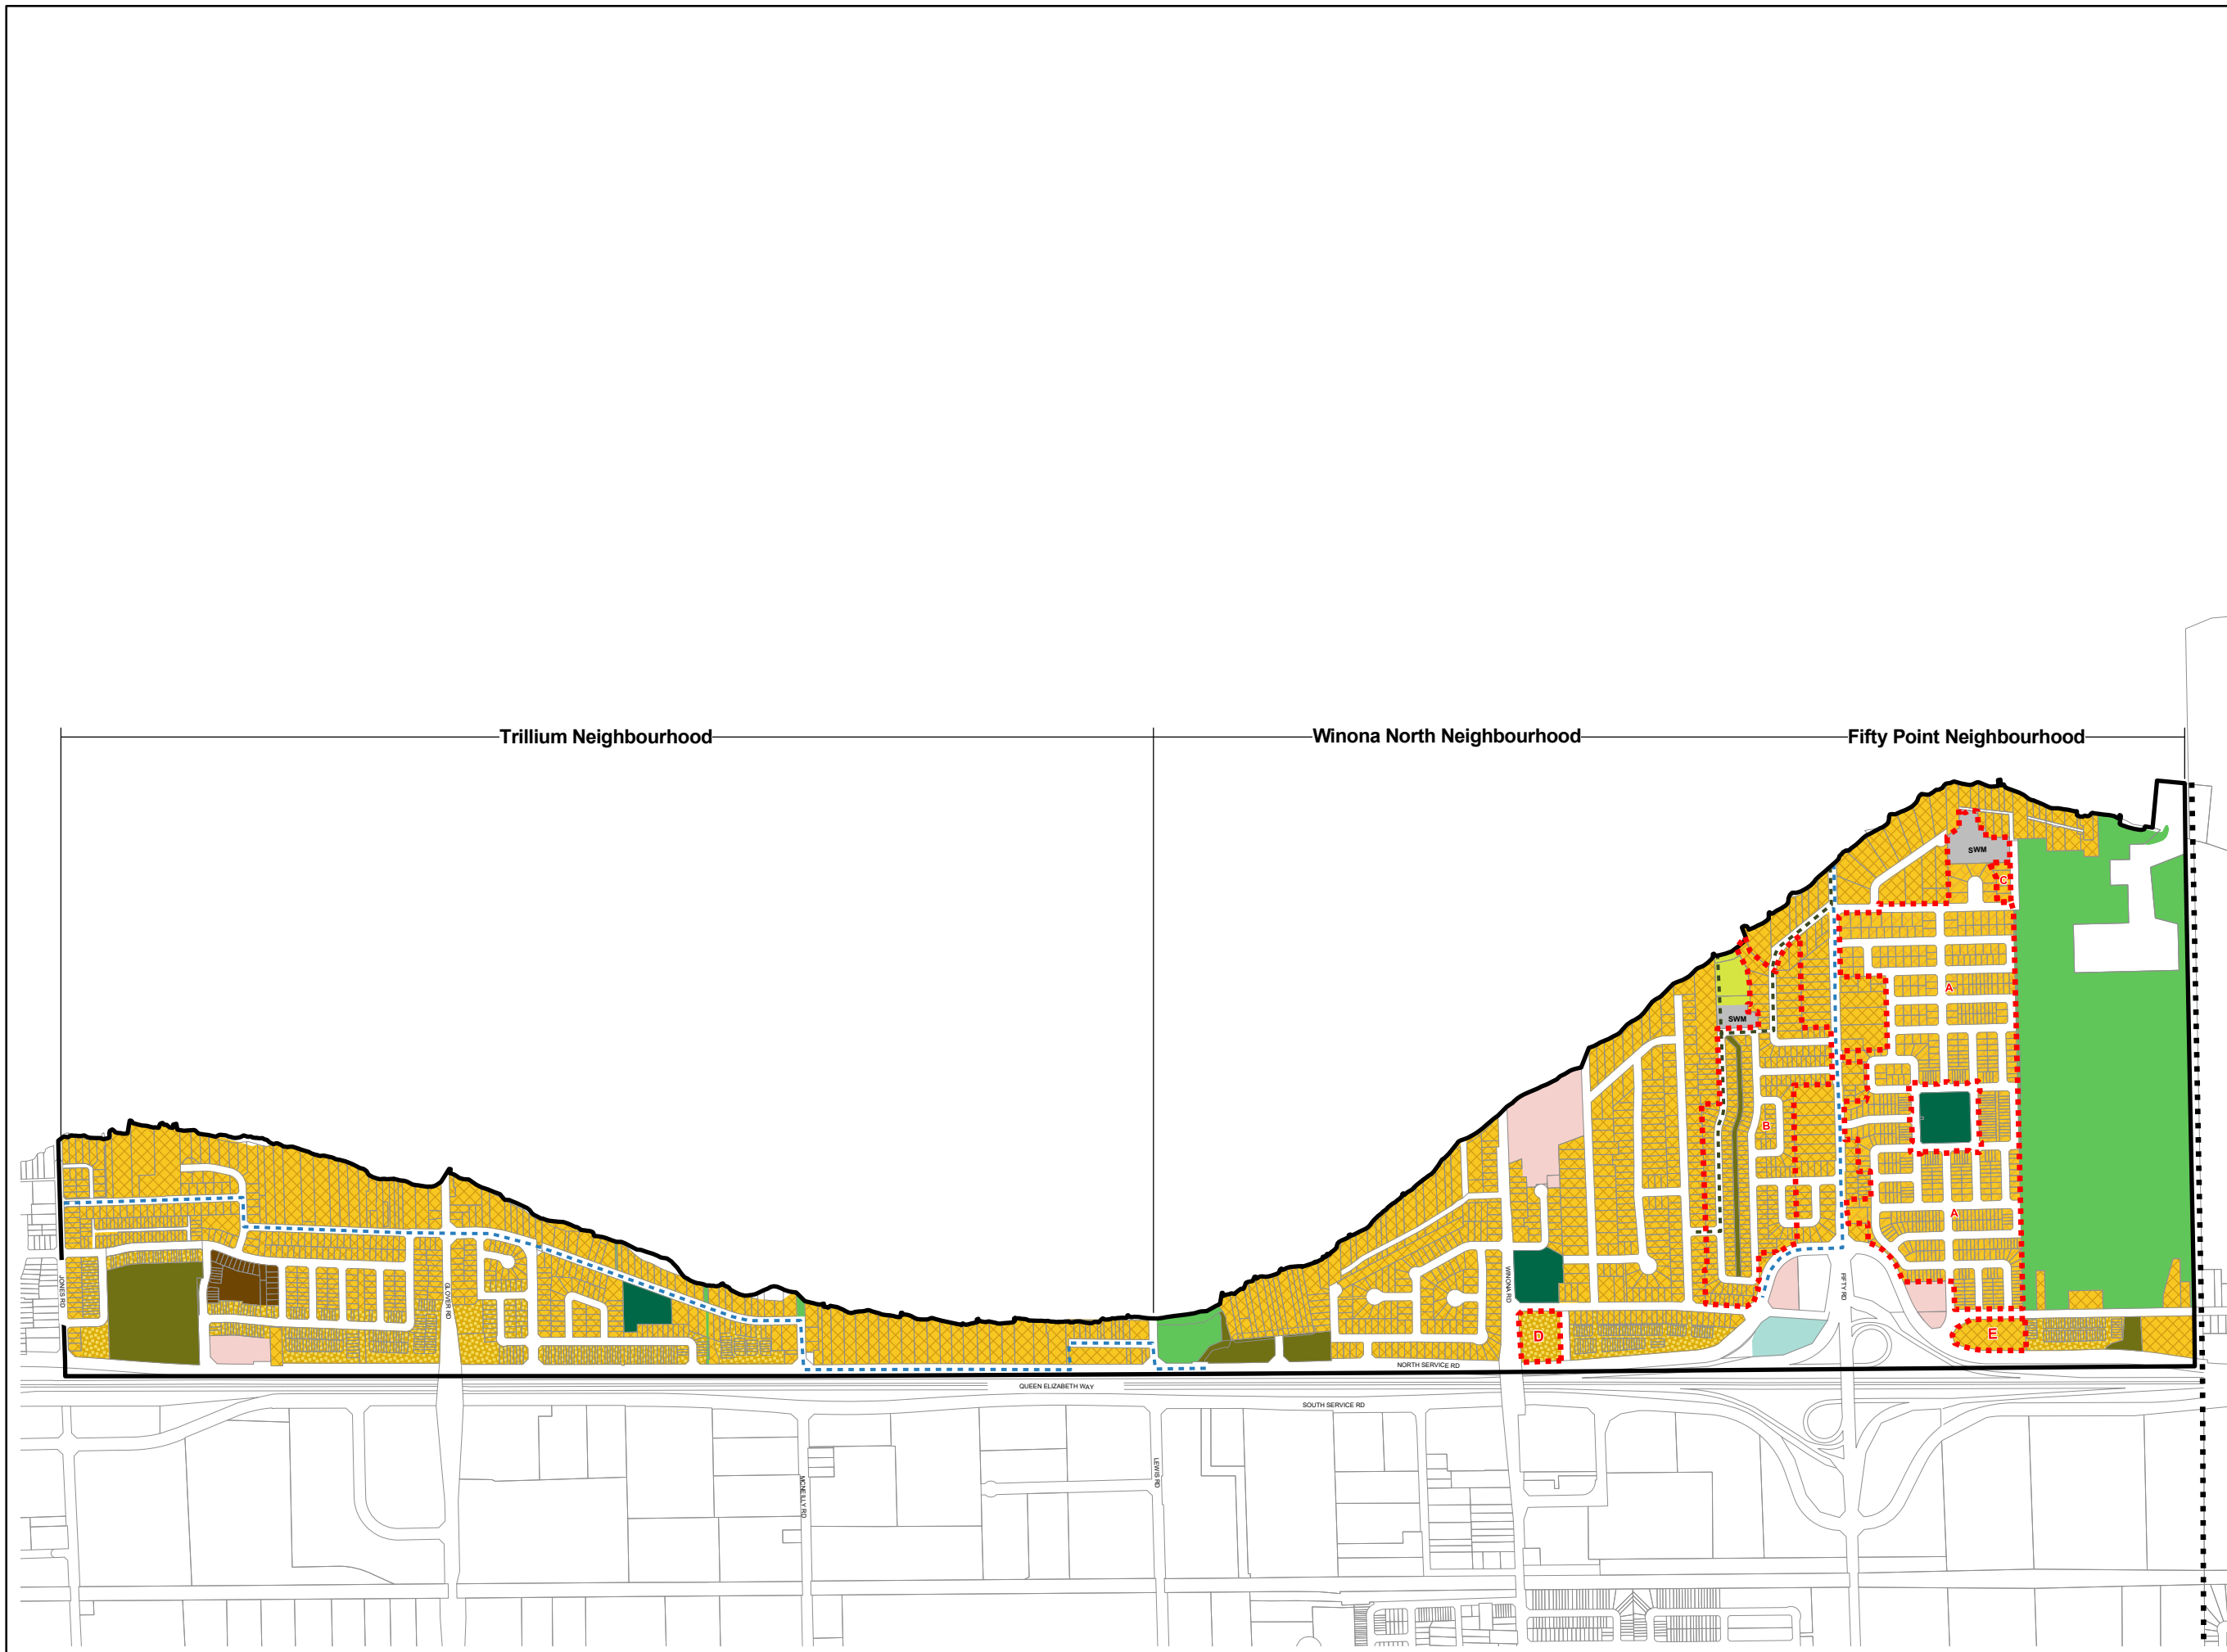 Trillium Neighbourhood
Winona North Neighbourhood
Fifty Point Neighbourhood
SWM
C
A
SWM
B
A
JONES RD
GLOVER RD
WINONA RD
FIFTY RD
D
E
NORTH SERVICE RD
QUEEN ELIZABETH WAY
SOUTH SERVICE RD
MCNEILLY RD
LEWIS RD